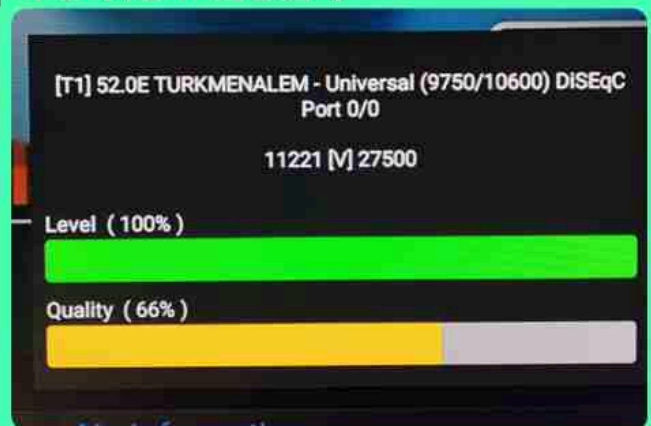 [T1] 52.0E TURKMENALEM - Universal (9750/10600) DISEqC
Port 0/0
11221 [V] 27500
Level ( 100% )
Quality ( 66% )